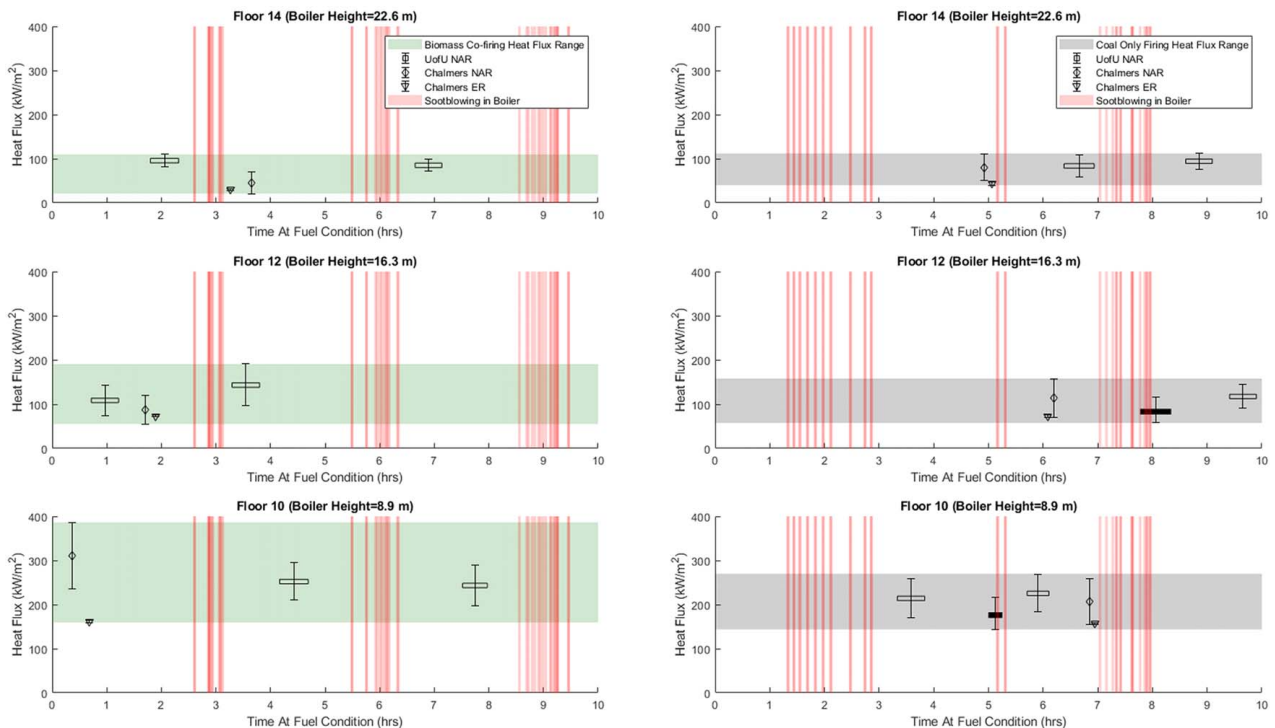 Floor 14 (Boiler Height=22.6 m)
400
300
200
100
0
Heat Flux (kW/m²)
Biomass Co-firing Heat Flux Range
UofU NAR
Chalmers NAR
Chalmers ER
Sootblowing in Boiler
0 1 2 3 4 5 6 7 8 9 10
Time At Fuel Condition (hrs)
Floor 14 (Boiler Height=22.6 m)
400
300
200
100
0
Heat Flux (kW/m²)
Coal Only Firing Heat Flux Range
UofU NAR
Chalmers NAR
Chalmers ER
Sootblowing in Boiler
0 1 2 3 4 5 6 7 8 9 10
Time At Fuel Condition (hrs)
Floor 12 (Boiler Height=16.3 m)
400
300
200
100
0
Heat Flux (kW/m²)
0 1 2 3 4 5 6 7 8 9 10
Time At Fuel Condition (hrs)
Floor 12 (Boiler Height=16.3 m)
400
300
200
100
0
Heat Flux (kW/m²)
0 1 2 3 4 5 6 7 8 9 10
Time At Fuel Condition (hrs)
Floor 10 (Boiler Height=8.9 m)
400
300
200
100
0
Heat Flux (kW/m²)
0 1 2 3 4 5 6 7 8 9 10
Time At Fuel Condition (hrs)
Floor 10 (Boiler Height=8.9 m)
400
300
200
100
0
Heat Flux (kW/m²)
0 1 2 3 4 5 6 7 8 9 10
Time At Fuel Condition (hrs)